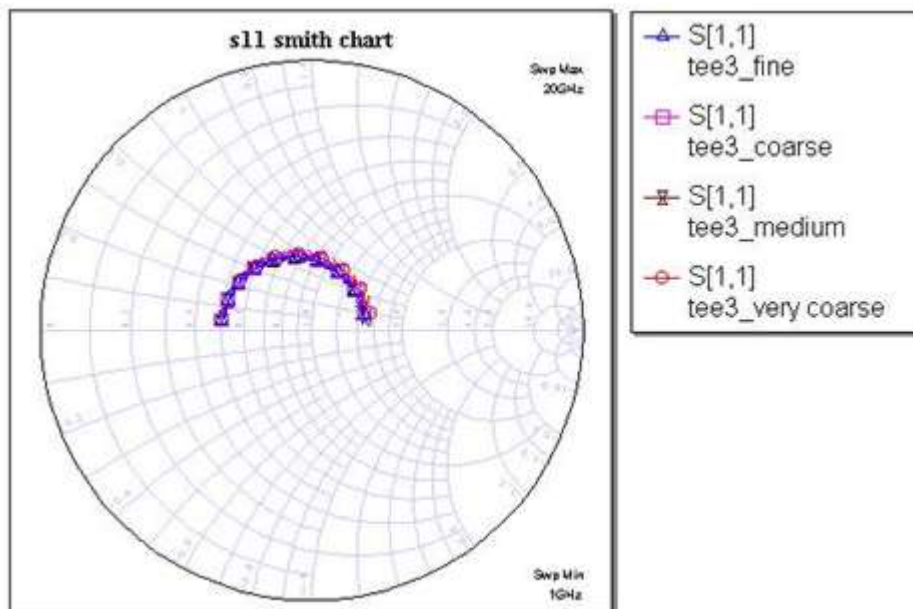 s11 smith chart
Swp Max
20GHz
Swp Min
1GHz
S[1,1]
tee3_fine
S[1,1]
tee3_coarse
S[1,1]
tee3_medium
S[1,1]
tee3_very coarse